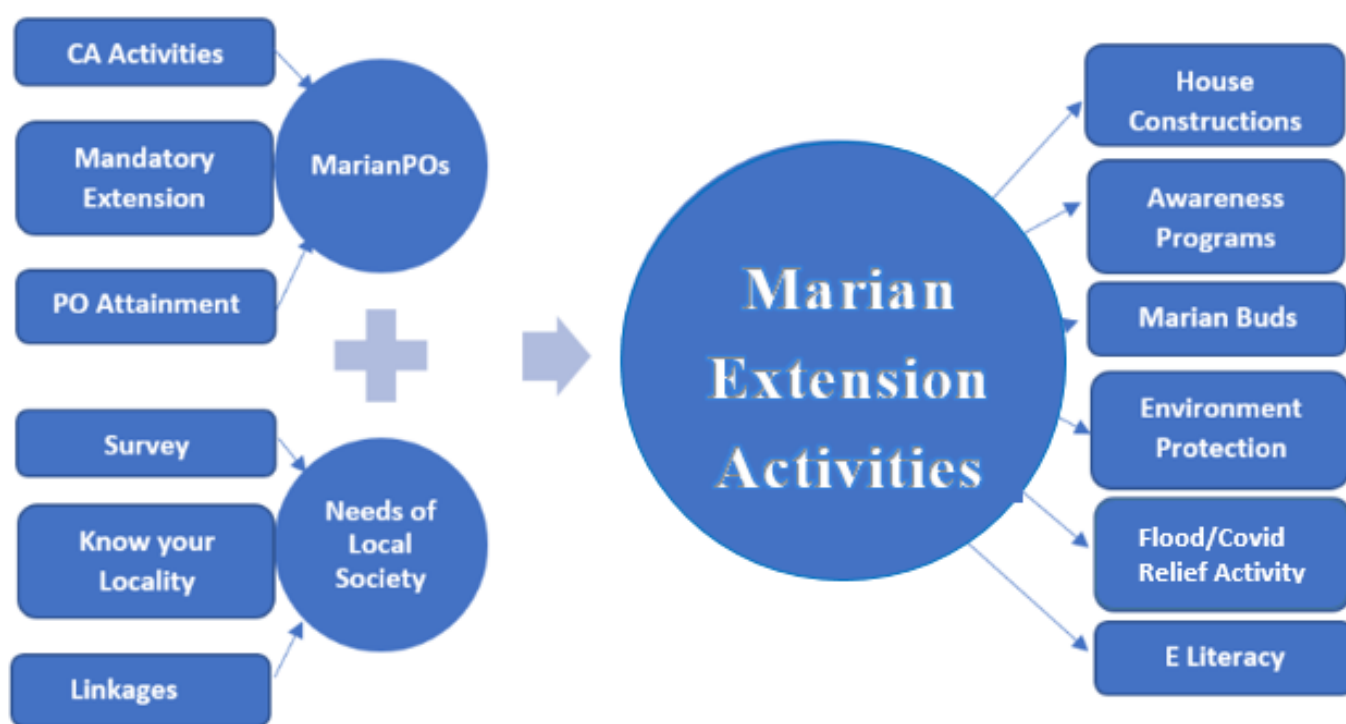 CA Activities
Mandatory
Extension
PO Attainment
MarianPOs
Survey
Know your
Locality
Linkages
Needs of
Local
Society
Marian
Extension
Activities
House
Constructions
Awareness
Programs
Marian Buds
Environment
Protection
Flood/Covid
Relief Activity
E Literacy